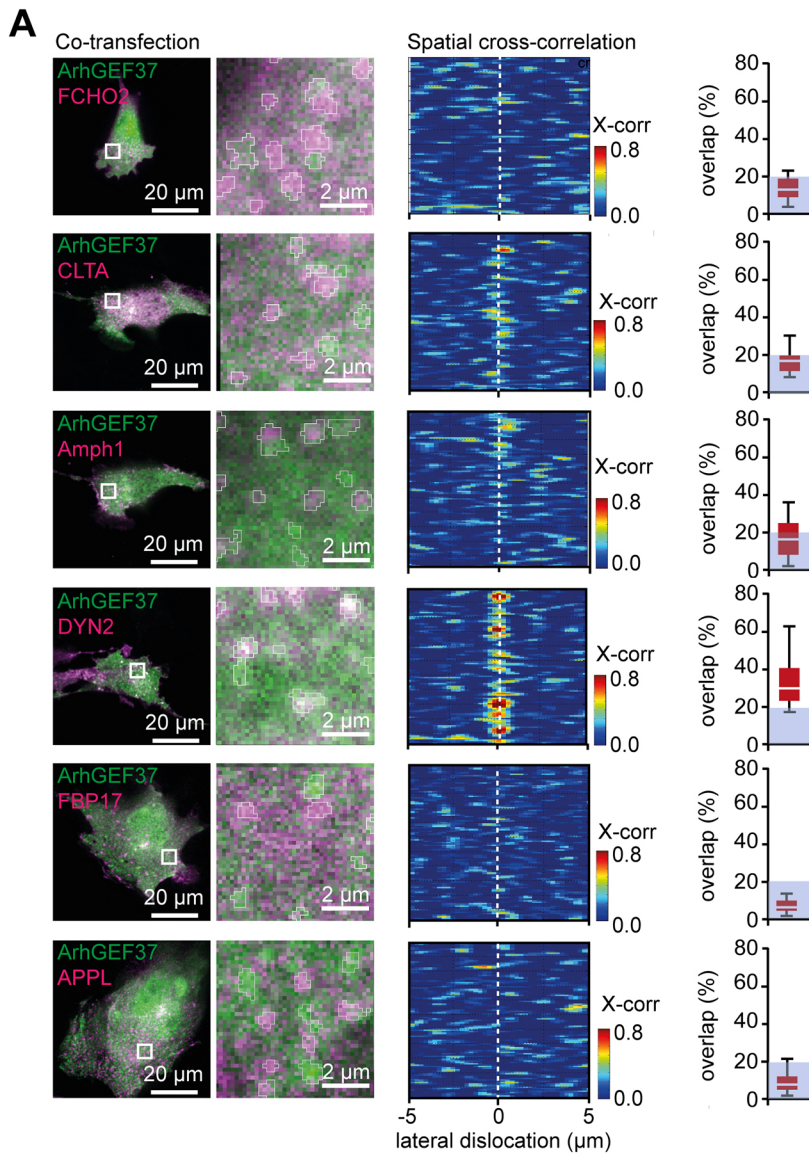 A
Co-transfection
Spatial cross-correlation
ArhGEF37
FCHO2
20 µm
2 µm
X-corr
0.8
0.0
overlap (%)
80
60
40
20
0
ArhGEF37
CLTA
20 µm
2 µm
X-corr
0.8
0.0
overlap (%)
80
60
40
20
0
ArhGEF37
Amph1
20 µm
2 µm
X-corr
0.8
0.0
overlap (%)
80
60
40
20
0
ArhGEF37
DYN2
20 µm
2 µm
X-corr
0.8
0.0
overlap (%)
80
60
40
20
0
ArhGEF37
FBP17
20 µm
2 µm
X-corr
0.8
0.0
overlap (%)
80
60
40
20
0
ArhGEF37
APPL
20 µm
2 µm
X-corr
0.8
0.0
overlap (%)
80
60
40
20
0
-5 0 5
lateral dislocation (µm)